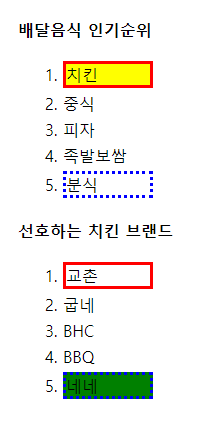 배달음식 인기순위
1. 치킨
2. 중식
3. 피자
4. 족발보쌈
5. 분식
선호하는 치킨 브랜드
1. 교촌
2. 굽네
3. BHC
4. BBQ
5. 네네